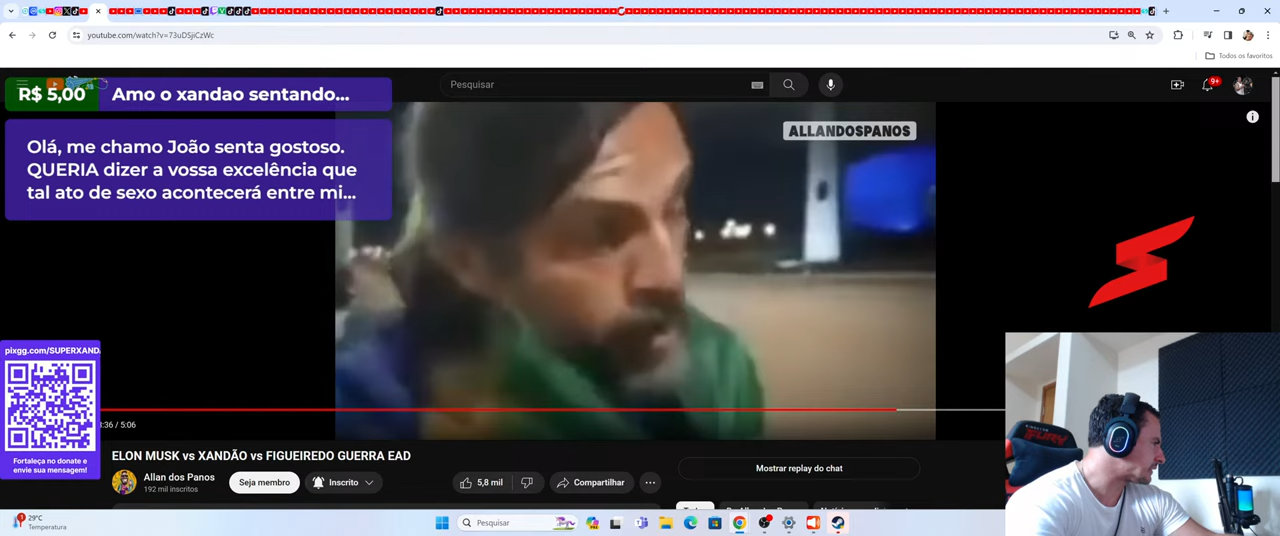 youtube.com/watch?v=73uDSjiCzWc
Todos os favoritos
R$ 5,00
Amo o xandao sentando...
Pesquisar
9+
Olá, me chamo João senta gostoso.
QUERIA dizer a vossa excelência que
tal ato de sexo acontecerá entre mi...
ALLANDOSPANOS
pixgg.com/SUPERXAND
Fortaleça no donate e
envie sua mensagem!
3:36 / 5:06
ELON MUSK vs XANDÃO vs FIGUEIREDO GUERRA EAD
Allan dos Panos
192 mil inscritos
Seja membro
Inscrito
5,8 mil
Compartilhar
Mostrar replay do chat
FURY
1
29°C
Temperatura
Pesquisar